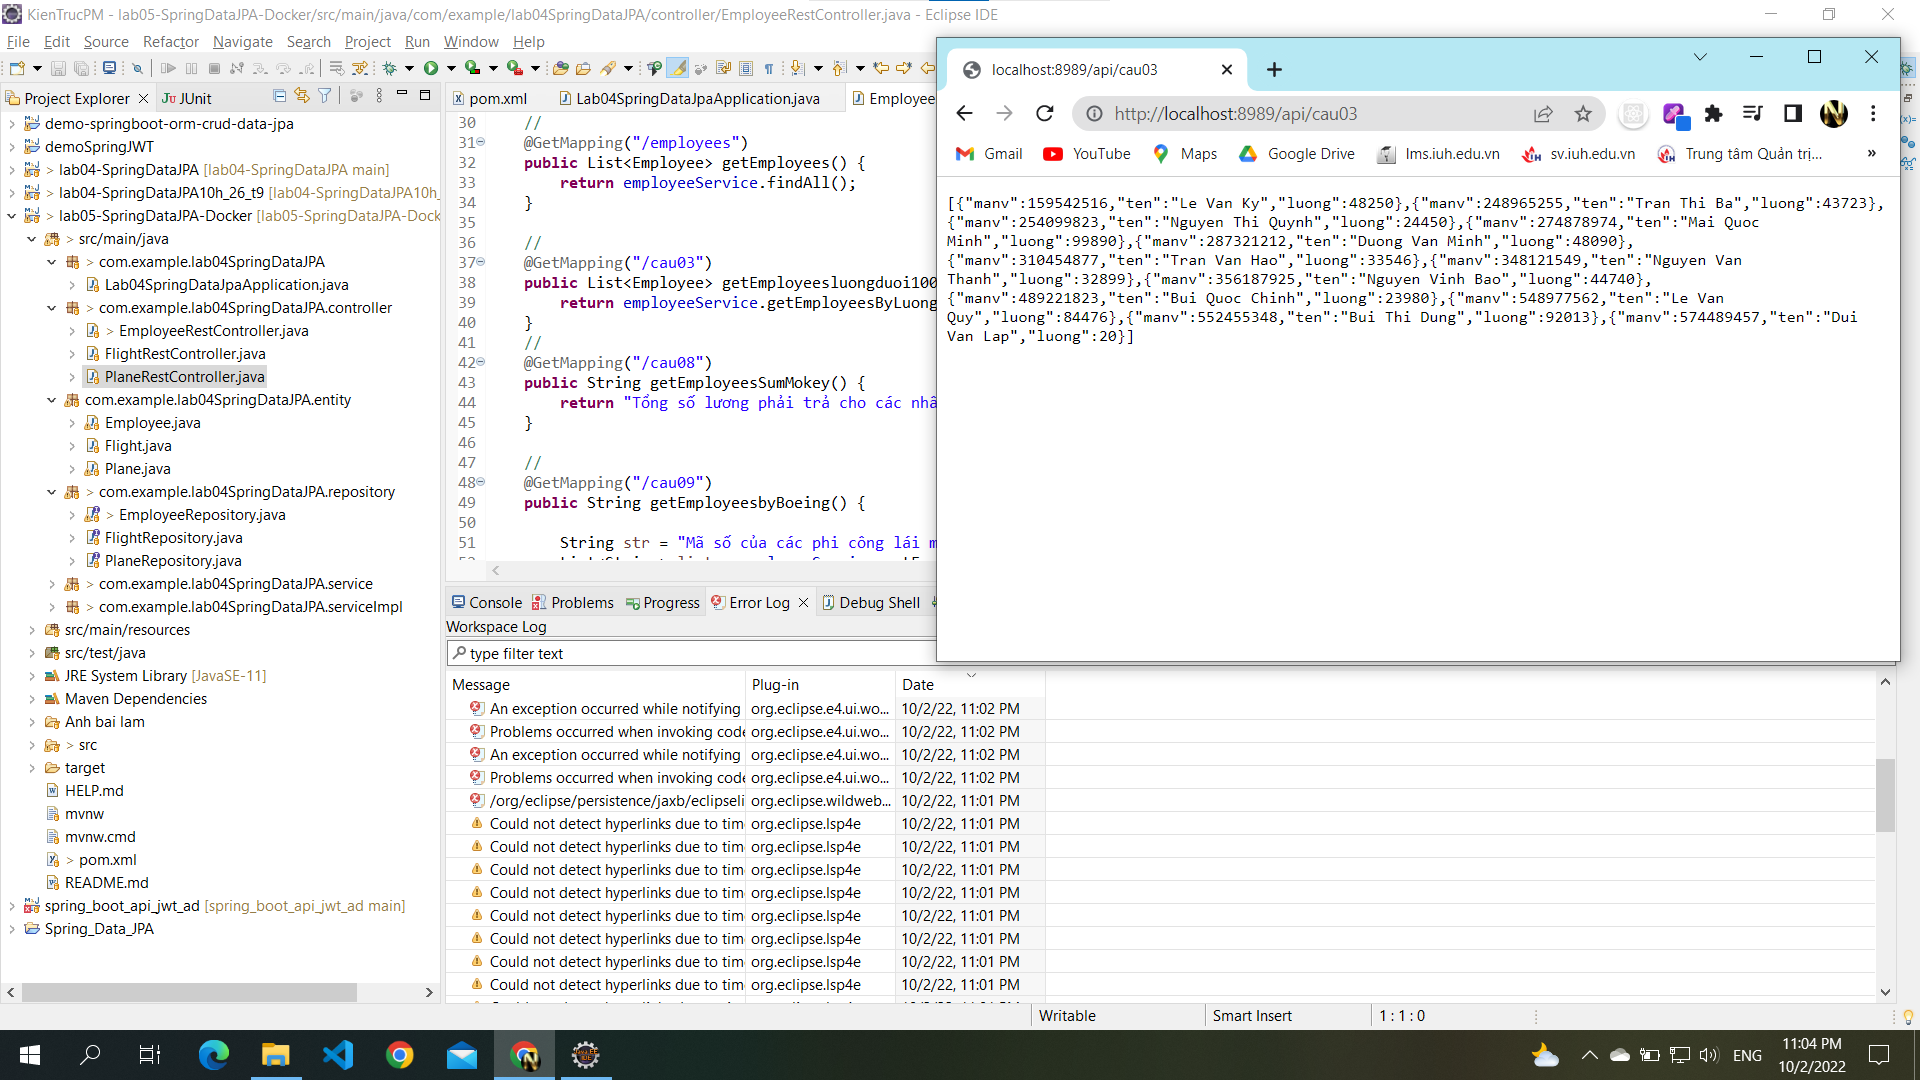 KienTrucPM - lab05-SpringDataJPA-Docker/src/main/java/com/example/lab04SpringDataJPA/controller/EmployeeRestController.java - Eclipse IDE
File Edit Source Refactor Navigate Search Project Run Window Help
Project Explorer
JUnit
demo-springboot-orm-crud-data-jpa
demoSpringJWT
> lab04-SpringDataJPA [lab04-SpringDataJPA main]
> lab04-SpringDataJPA10h_26_t9 [lab04-SpringDataJPA10h_
> lab05-SpringDataJPA-Docker [lab05-SpringDataJPA-Dock
> src/main/java
> com.example.lab04SpringDataJPA
Lab04SpringDataJpaApplication.java
> com.example.lab04SpringDataJPA.controller
> EmployeeRestController.java
FlightRestController.java
PlaneRestController.java
com.example.lab04SpringDataJPA.entity
Employee.java
Flight.java
Plane.java
> com.example.lab04SpringDataJPA.repository
> EmployeeRepository.java
FlightRepository.java
PlaneRepository.java
> com.example.lab04SpringDataJPA.service
> com.example.lab04SpringDataJPA.serviceImpl
src/main/resources
src/test/java
JRE System Library [JavaSE-11]
Maven Dependencies
Anh bai lam
> src
target
HELP.md
mvnw
mvnw.cmd
> pom.xml
README.md
spring_boot_api_jwt_ad [spring_boot_api_jwt_ad main]
Spring_Data_JPA
pom.xml
Lab04SpringDataJpaApplication.java
Employee
30 //
31 @GetMapping("/employees")
32 public List<Employee> getEmployees() {
33 return employeeService.findAll();
34 }
35
36 //
37 @GetMapping("/cau03")
38 public List<Employee> getEmployeesluongduoi100
39 return employeeService.getEmployeesByLuong
40 }
41 //
42 @GetMapping("/cau08")
43 public String getEmployeesSumMokey() {
44 return "Tổng số lương phải trả cho các nhâ
45 }
46
47 //
48 @GetMapping("/cau09")
49 public String getEmployeesbyBoeing() {
50
51 String str = "Mã số của các phi công lái m
Console Problems Progress Error Log Debug Shell
Workspace Log
type filter text
Message Plug-in Date
An exception occurred while notifying org.eclipse.e4.ui.wo... 10/2/22, 11:02 PM
Problems occurred when invoking code org.eclipse.e4.ui.wo... 10/2/22, 11:02 PM
An exception occurred while notifying org.eclipse.e4.ui.wo... 10/2/22, 11:02 PM
Problems occurred when invoking code org.eclipse.e4.ui.wo... 10/2/22, 11:02 PM
/org/eclipse/persistence/jaxb/eclipseli org.eclipse.wildweb... 10/2/22, 11:01 PM
Could not detect hyperlinks due to tim org.eclipse.lsp4e 10/2/22, 11:01 PM
Could not detect hyperlinks due to tim org.eclipse.lsp4e 10/2/22, 11:01 PM
Could not detect hyperlinks due to tim org.eclipse.lsp4e 10/2/22, 11:01 PM
Could not detect hyperlinks due to tim org.eclipse.lsp4e 10/2/22, 11:01 PM
Could not detect hyperlinks due to tim org.eclipse.lsp4e 10/2/22, 11:01 PM
Could not detect hyperlinks due to tim org.eclipse.lsp4e 10/2/22, 11:01 PM
Could not detect hyperlinks due to tim org.eclipse.lsp4e 10/2/22, 11:01 PM
Could not detect hyperlinks due to tim org.eclipse.lsp4e 10/2/22, 11:01 PM
localhost:8989/api/cau03
http://localhost:8989/api/cau03
Gmail YouTube Maps Google Drive lms.iuh.edu.vn sv.iuh.edu.vn Trung tâm Quản trị... »
[{"manv":159542516,"ten":"Le Van Ky","luong":48250},{"manv":248965255,"ten":"Tran Thi Ba","luong":43723},
{"manv":254099823,"ten":"Nguyen Thi Quynh","luong":24450},{"manv":274878974,"ten":"Mai Quoc
Minh","luong":99890},{"manv":287321212,"ten":"Duong Van Minh","luong":48090},
{"manv":310454877,"ten":"Tran Van Hao","luong":33546},{"manv":348121549,"ten":"Nguyen Van
Thanh","luong":32899},{"manv":356187925,"ten":"Nguyen Vinh Bao","luong":44740},
{"manv":489221823,"ten":"Bui Quoc Chinh","luong":23980},{"manv":548977562,"ten":"Le Van
Quy","luong":84476},{"manv":552455348,"ten":"Bui Thi Dung","luong":92013},{"manv":574489457,"ten":"Dui
Van Lap","luong":20}]
Writable Smart Insert 1 : 1 : 0
ENG
11:04 PM
10/2/2022